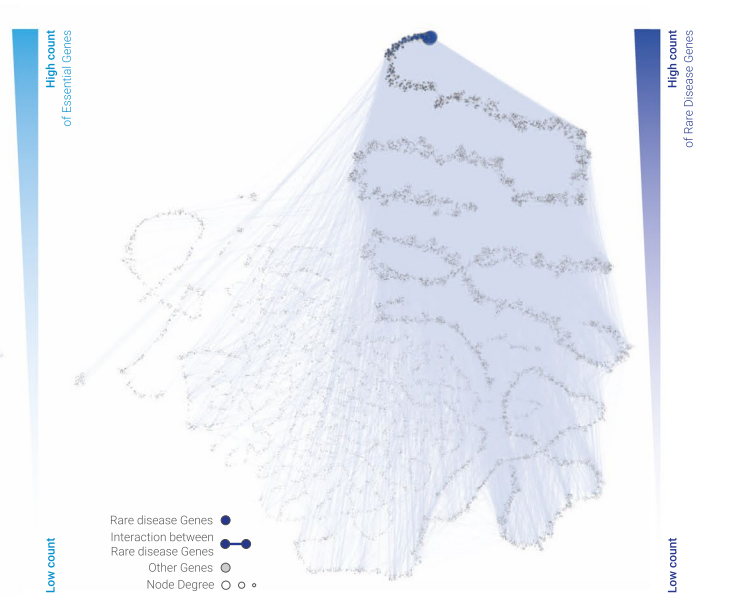 High count
of Essential Genes
Low count
High count
of Rare Disease Genes
Low count
Rare disease Genes
Interaction between
Rare disease Genes
Other Genes
Node Degree